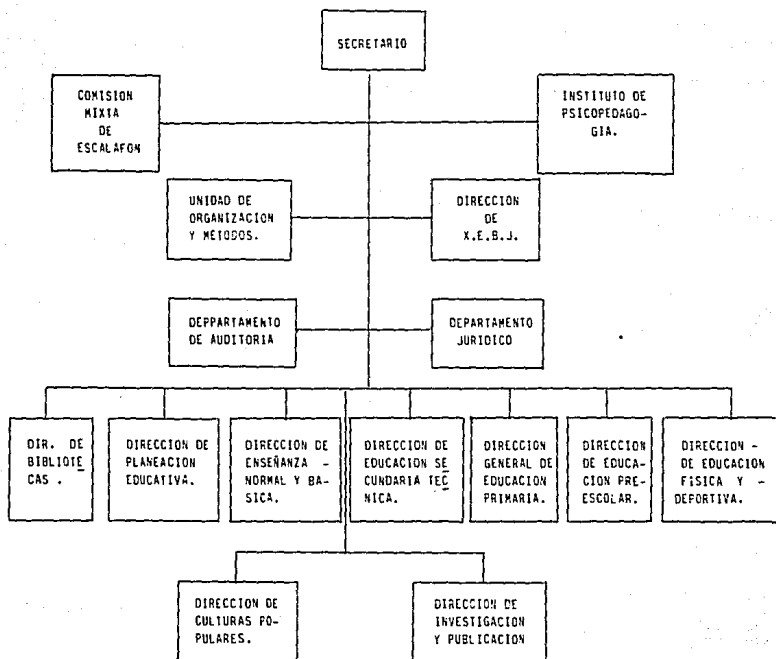 SECRETARIO
COMISION
MIXTA
DE
ESCALAFON
INSTITUTO DE
PSICOPEDAGO-
GIA.
UNIDAD DE
ORGANIZACION
Y METODOS.
DIRECCION
DE
X.E.B.J.
DEPPARTAMENTO
DE AUDITORIA
DEPARTAMENTO
JURIDICO
DIR. DE
BIBLIOTE
CAS .
DIRECCION DE
PLANEACION
EDUCATIVA.
DIRECCION DE
ENSEÑANZA -
NORMAL Y BA-
SICA.
DIRECCION DE
EDUCACION SE
CUNDARIA TEC
NICA.
DIRECCION
GENERAL DE
EDUCACION
PRIMARIA.
DIRECCION
DE EDUCA-
CION PRE-
ESCOLAR.
DIRECCION -
DE EDUCACION
FISICA Y -
DEPORTIVA.
DIRECCION DE
CULTURAS PO-
PULARES.
DIRECCION DE
INVESTIGACION
Y PUBLICACION